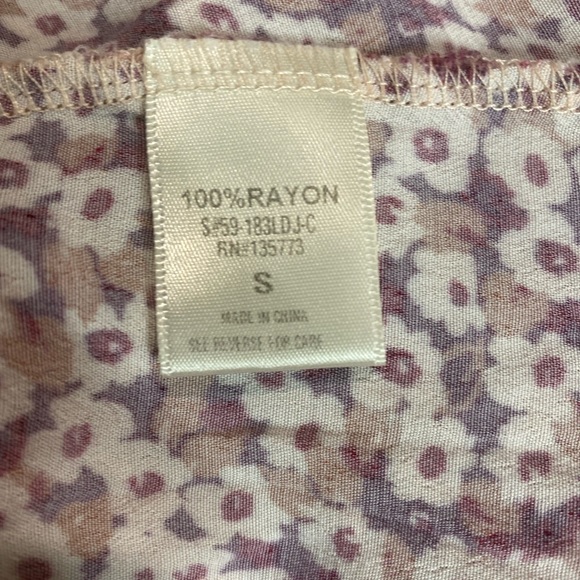 100%RAYON
S#59-183LDJ-C
RN#135773
S
MADE IN CHINA
SEE REVERSE FOR CARE